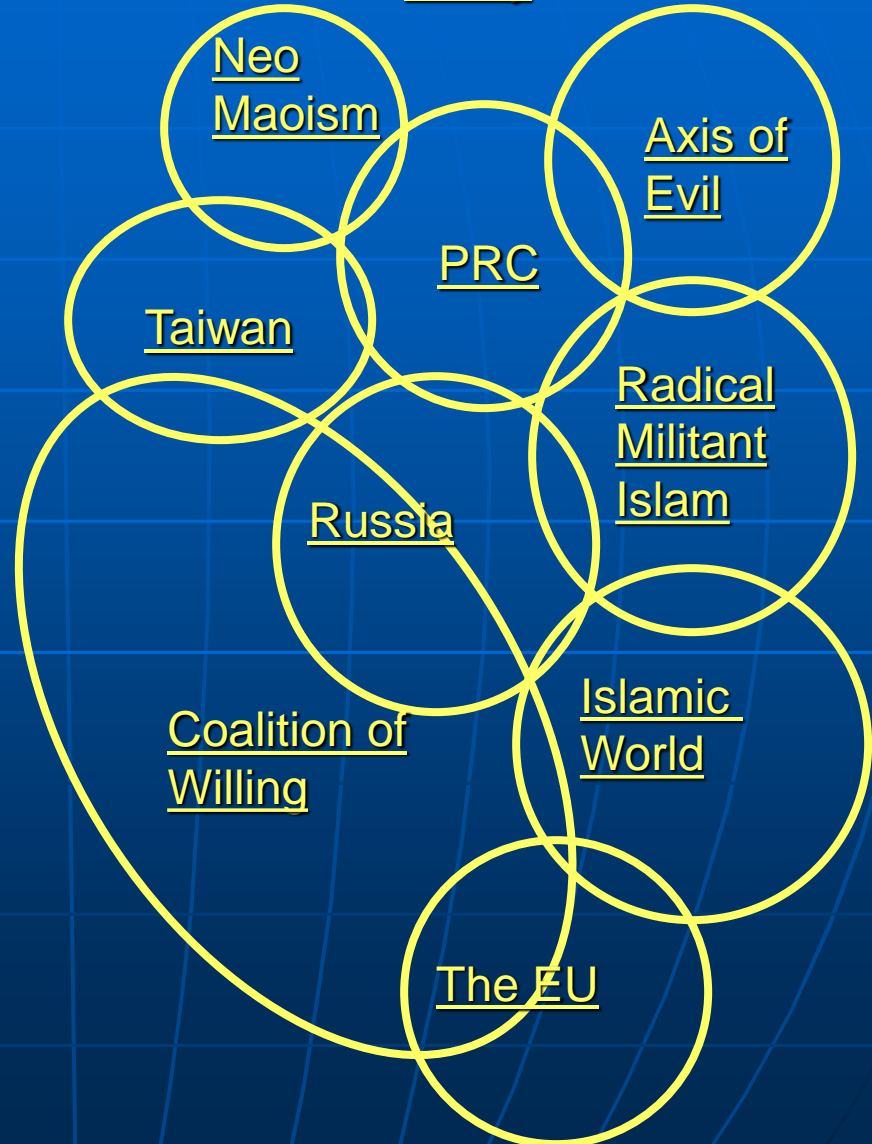 Neo
Maoism
Axis of
Evil
PRC
Taiwan
Radical
Militant
Islam
Russia
Islamic
World
Coalition of
Willing
The EU